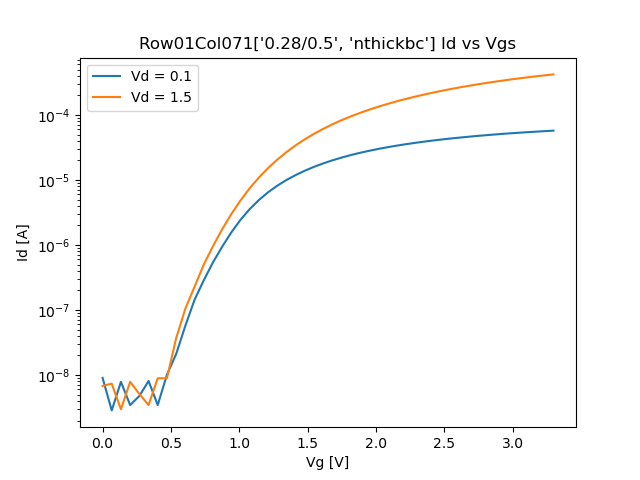 Row01Col071['0.28/0.5', 'nthickbc'] Id vs Vgs
Vd = 0.1
Vd = 1.5
Id [A]
10⁻⁴
10⁻⁵
10⁻⁶
10⁻⁷
10⁻⁸
0.0 0.5 1.0 1.5 2.0 2.5 3.0
Vg [V]